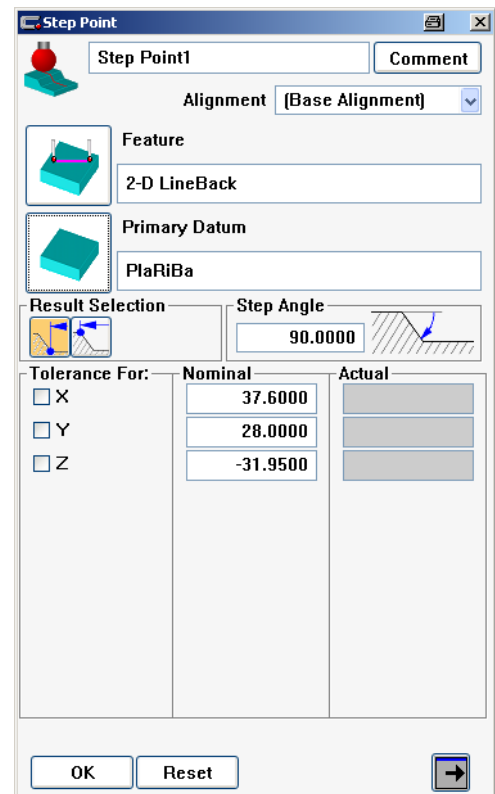 Step Point
Step Point1 Comment
Alignment (Base Alignment)
Feature
2-D LineBack
Primary Datum
PlaRiBa
Result Selection Step Angle
90.0000
Tolerance For: Nominal Actual
X 37.6000
Y 28.0000
Z -31.9500
OK Reset